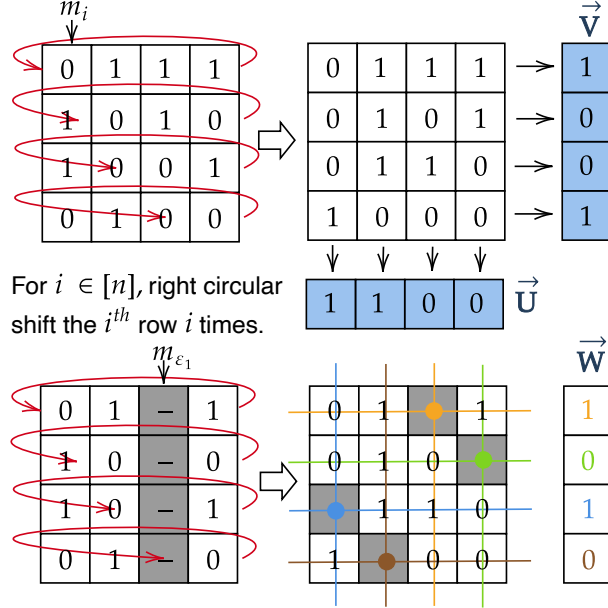 m_i V⃗
0 1 1 1 0 1 1 1 1
1 0 1 0 0 1 0 1 0
1 0 0 1 0 1 1 0 0
0 1 0 0 1 0 0 0 1
For i ∈ [n], right circular
shift the i^{th} row i times.
1 1 0 0 U⃗
m_{ε_1} W⃗
0 1 – 1 0 1 1 1
1 0 – 0 0 1 0 0
1 0 – 1 1 1 0 1
0 1 – 0 1 0 0 0